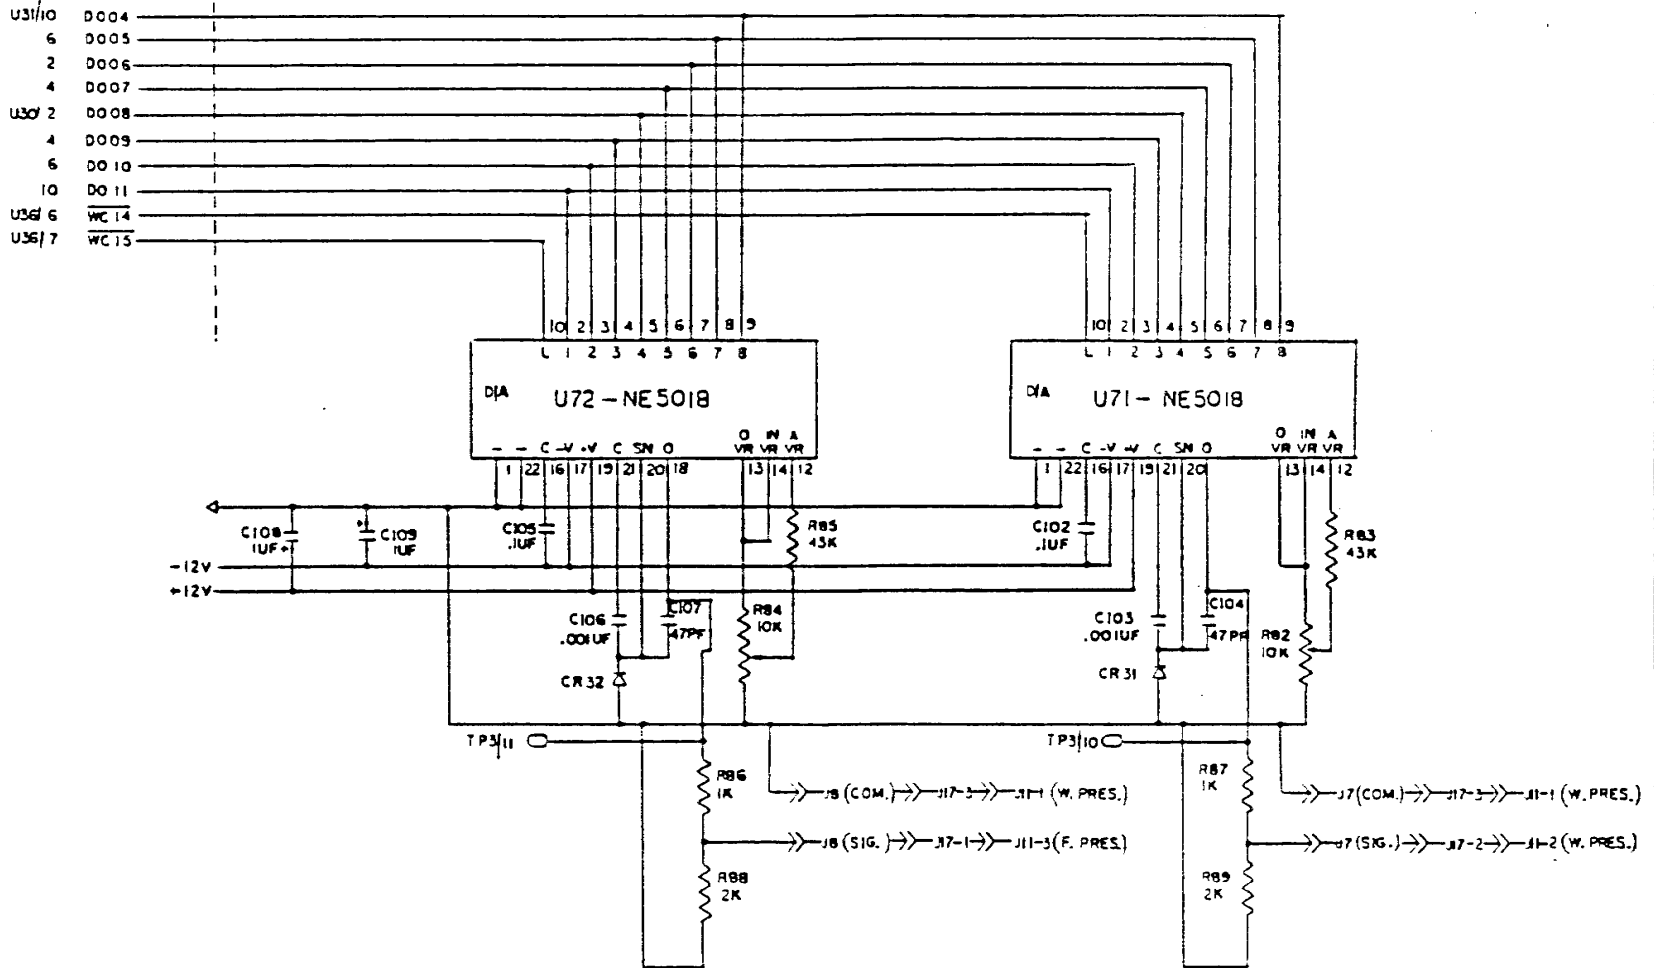 U31/10 D004
6 D005
2 D006
4 D007
U30/ 2 D008
4 D009
6 D010
10 D011
U36/ 6 WC14
U36/ 7 WC15
10 2 3 4 5 6 7 8 9
L 1 2 3 4 5 6 7 8
D/A U72-NE5018
O IN A
- - C -V +V C SN O VR VR VR
1 22 16 17 19 21 20 18 13 14 12
10 2 3 4 5 6 7 8 9
L 1 2 3 4 5 6 7 8
D/A U71-NE5018
O IN A
- - C -V +V C SN O VR VR VR
1 22 16 17 19 21 20 13 14 12
C108
1UF+
+ C109
1UF
C105
.1UF
R85
43K
C102
.1UF
R83
43K
-12V
+12V
C106
.001UF
C107
47PF
R84
10K
C103
.001UF
C104
47PF
R82
10K
CR32
CR31
TP3/11
TP3/10
R86
1K
J8(COM.) J17-3 J11-1 (W. PRES.)
R87
1K
J7(COM.) J17-3 J11-1 (W. PRES.)
J8(SIG.) J17-1 J11-3 (F. PRES.)
J7(SIG.) J17-2 J11-2 (W. PRES.)
R88
2K
R89
2K